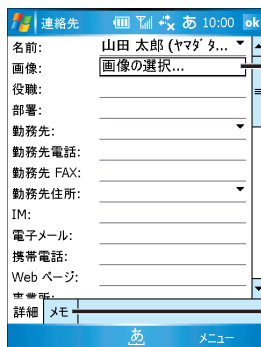 連絡先 あ 10:00 ok
名前: 山田 太郎 (ヤマダ タ...
画像: 画像の選択...
役職:
部署:
勤務先:
勤務先電話:
勤務先 FAX:
勤務先住所:
IM:
電子メール:
携帯電話:
Web ページ:
事業所:
詳細 メモ
あ メニュー